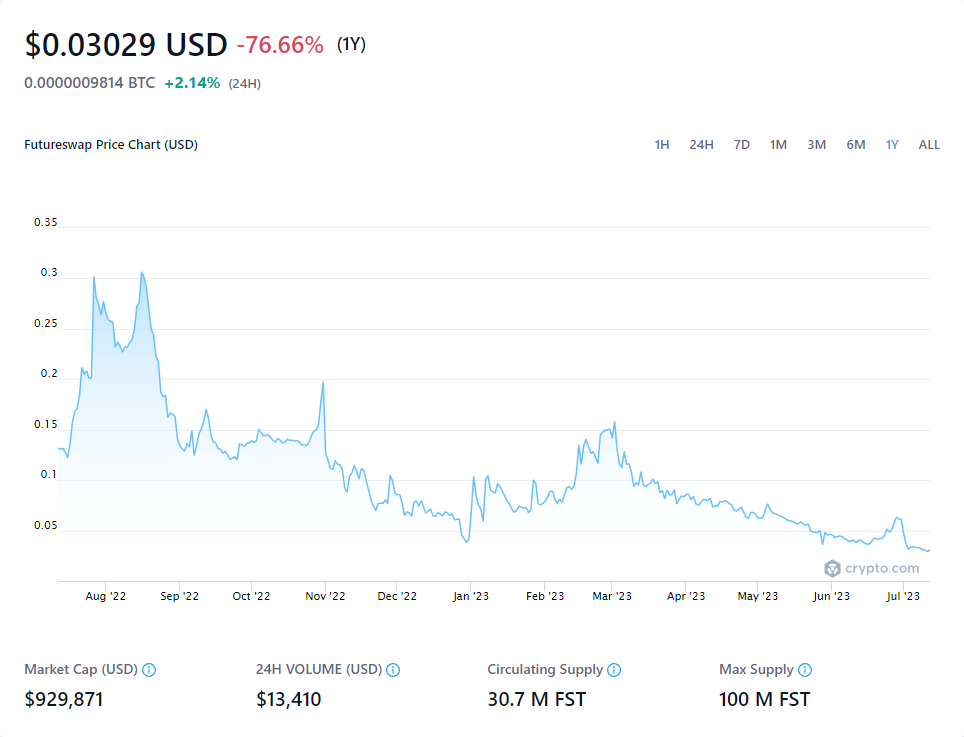 $0.03029 USD -76.66% (1Y)
0.0000009814 BTC +2.14% (24H)
Futureswap Price Chart (USD) 1H 24H 7D 1M 3M 6M 1Y ALL
0.35
0.3
0.25
0.2
0.15
0.1
0.05
crypto.com
Aug '22 Sep '22 Oct '22 Nov '22 Dec '22 Jan '23 Feb '23 Mar '23 Apr '23 May '23 Jun '23 Jul '23
Market Cap (USD) 24H VOLUME (USD) Circulating Supply Max Supply
$929,871 $13,410 30.7 M FST 100 M FST